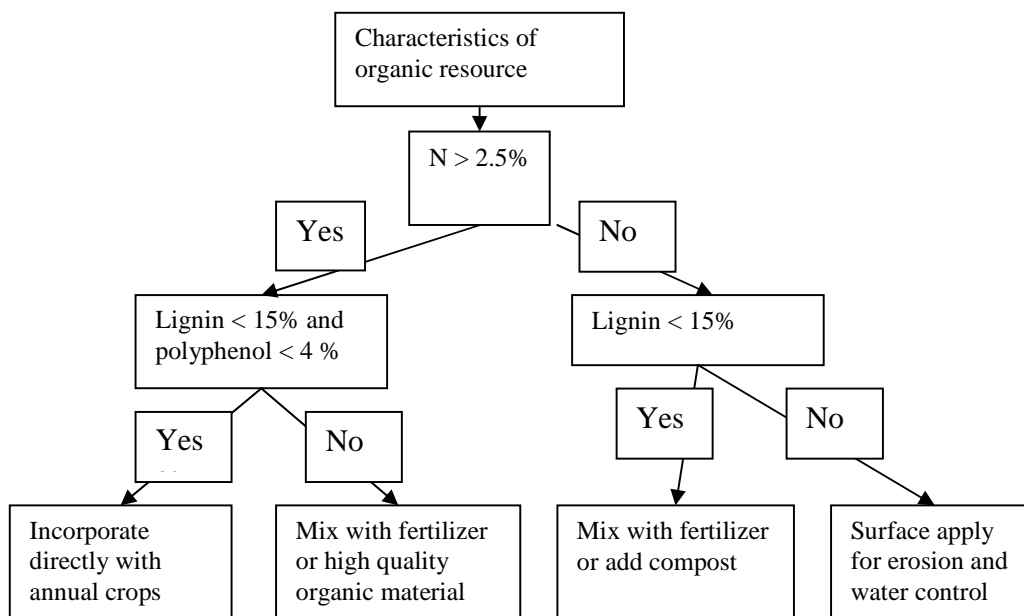 Characteristics of
organic resource
N > 2.5%
Yes
No
Lignin < 15% and
polyphenol < 4 %
Lignin < 15%
Yes
No
Yes
No
Incorporate
directly with
annual crops
Mix with fertilizer
or high quality
organic material
Mix with fertilizer
or add compost
Surface apply
for erosion and
water control